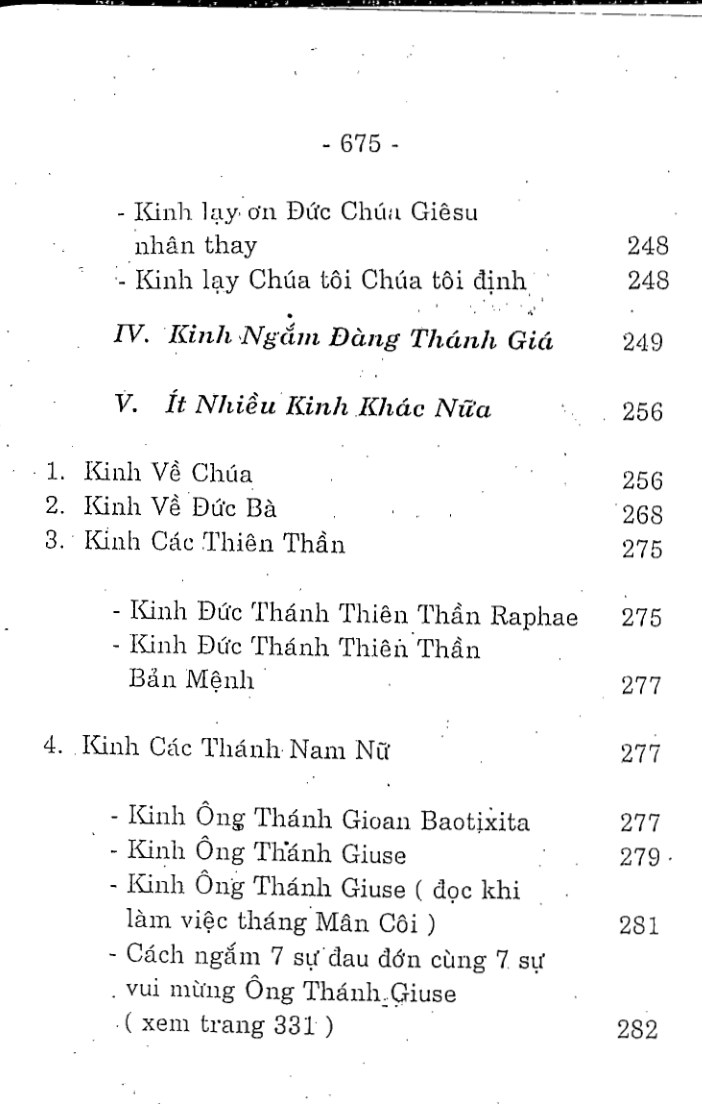 - 675 -
- Kinh lạy ơn Đức Chúa Giêsu
nhân thay 248
- Kinh lạy Chúa tôi Chúa tôi định 248
IV. Kinh Ngắm Đàng Thánh Giá 249
V. Ít Nhiều Kinh Khác Nữa 256
1. Kinh Về Chúa 256
2. Kinh Về Đức Bà 268
3. Kinh Các Thiên Thần 275
- Kinh Đức Thánh Thiên Thần Raphae 275
- Kinh Đức Thánh Thiên Thần
Bản Mệnh 277
4. Kinh Các Thánh Nam Nữ 277
- Kinh Ông Thánh Gioan Baotixita 277
- Kinh Ông Thánh Giuse 279
- Kinh Ông Thánh Giuse ( đọc khi
làm việc tháng Mân Côi ) 281
- Cách ngắm 7 sự đau đớn cùng 7 sự
vui mừng Ông Thánh Giuse
( xem trang 331 ) 282